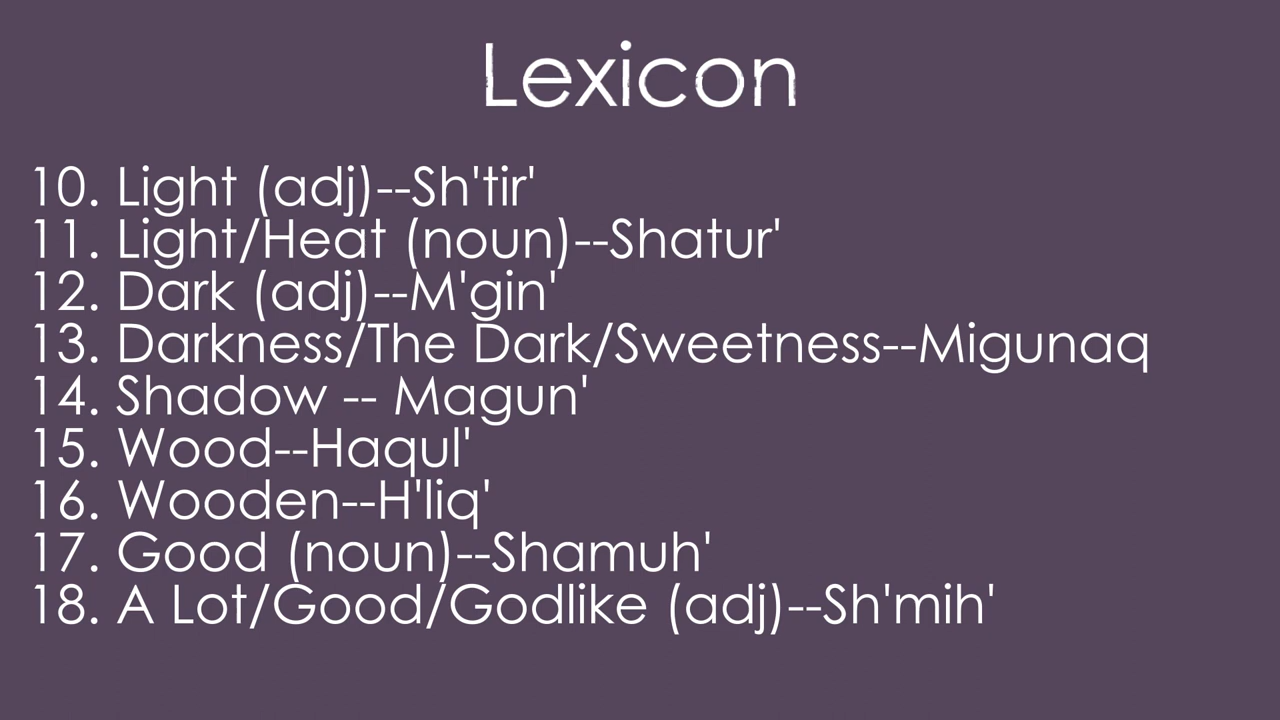 Lexicon
10. Light (adj)--Sh'tir'
11. Light/Heat (noun)--Shatur'
12. Dark (adj)--M'gin'
13. Darkness/The Dark/Sweetness--Migunaq
14. Shadow -- Magun'
15. Wood--Haqul'
16. Wooden--H'liq'
17. Good (noun)--Shamuh'
18. A Lot/Good/Godlike (adj)--Sh'mih'